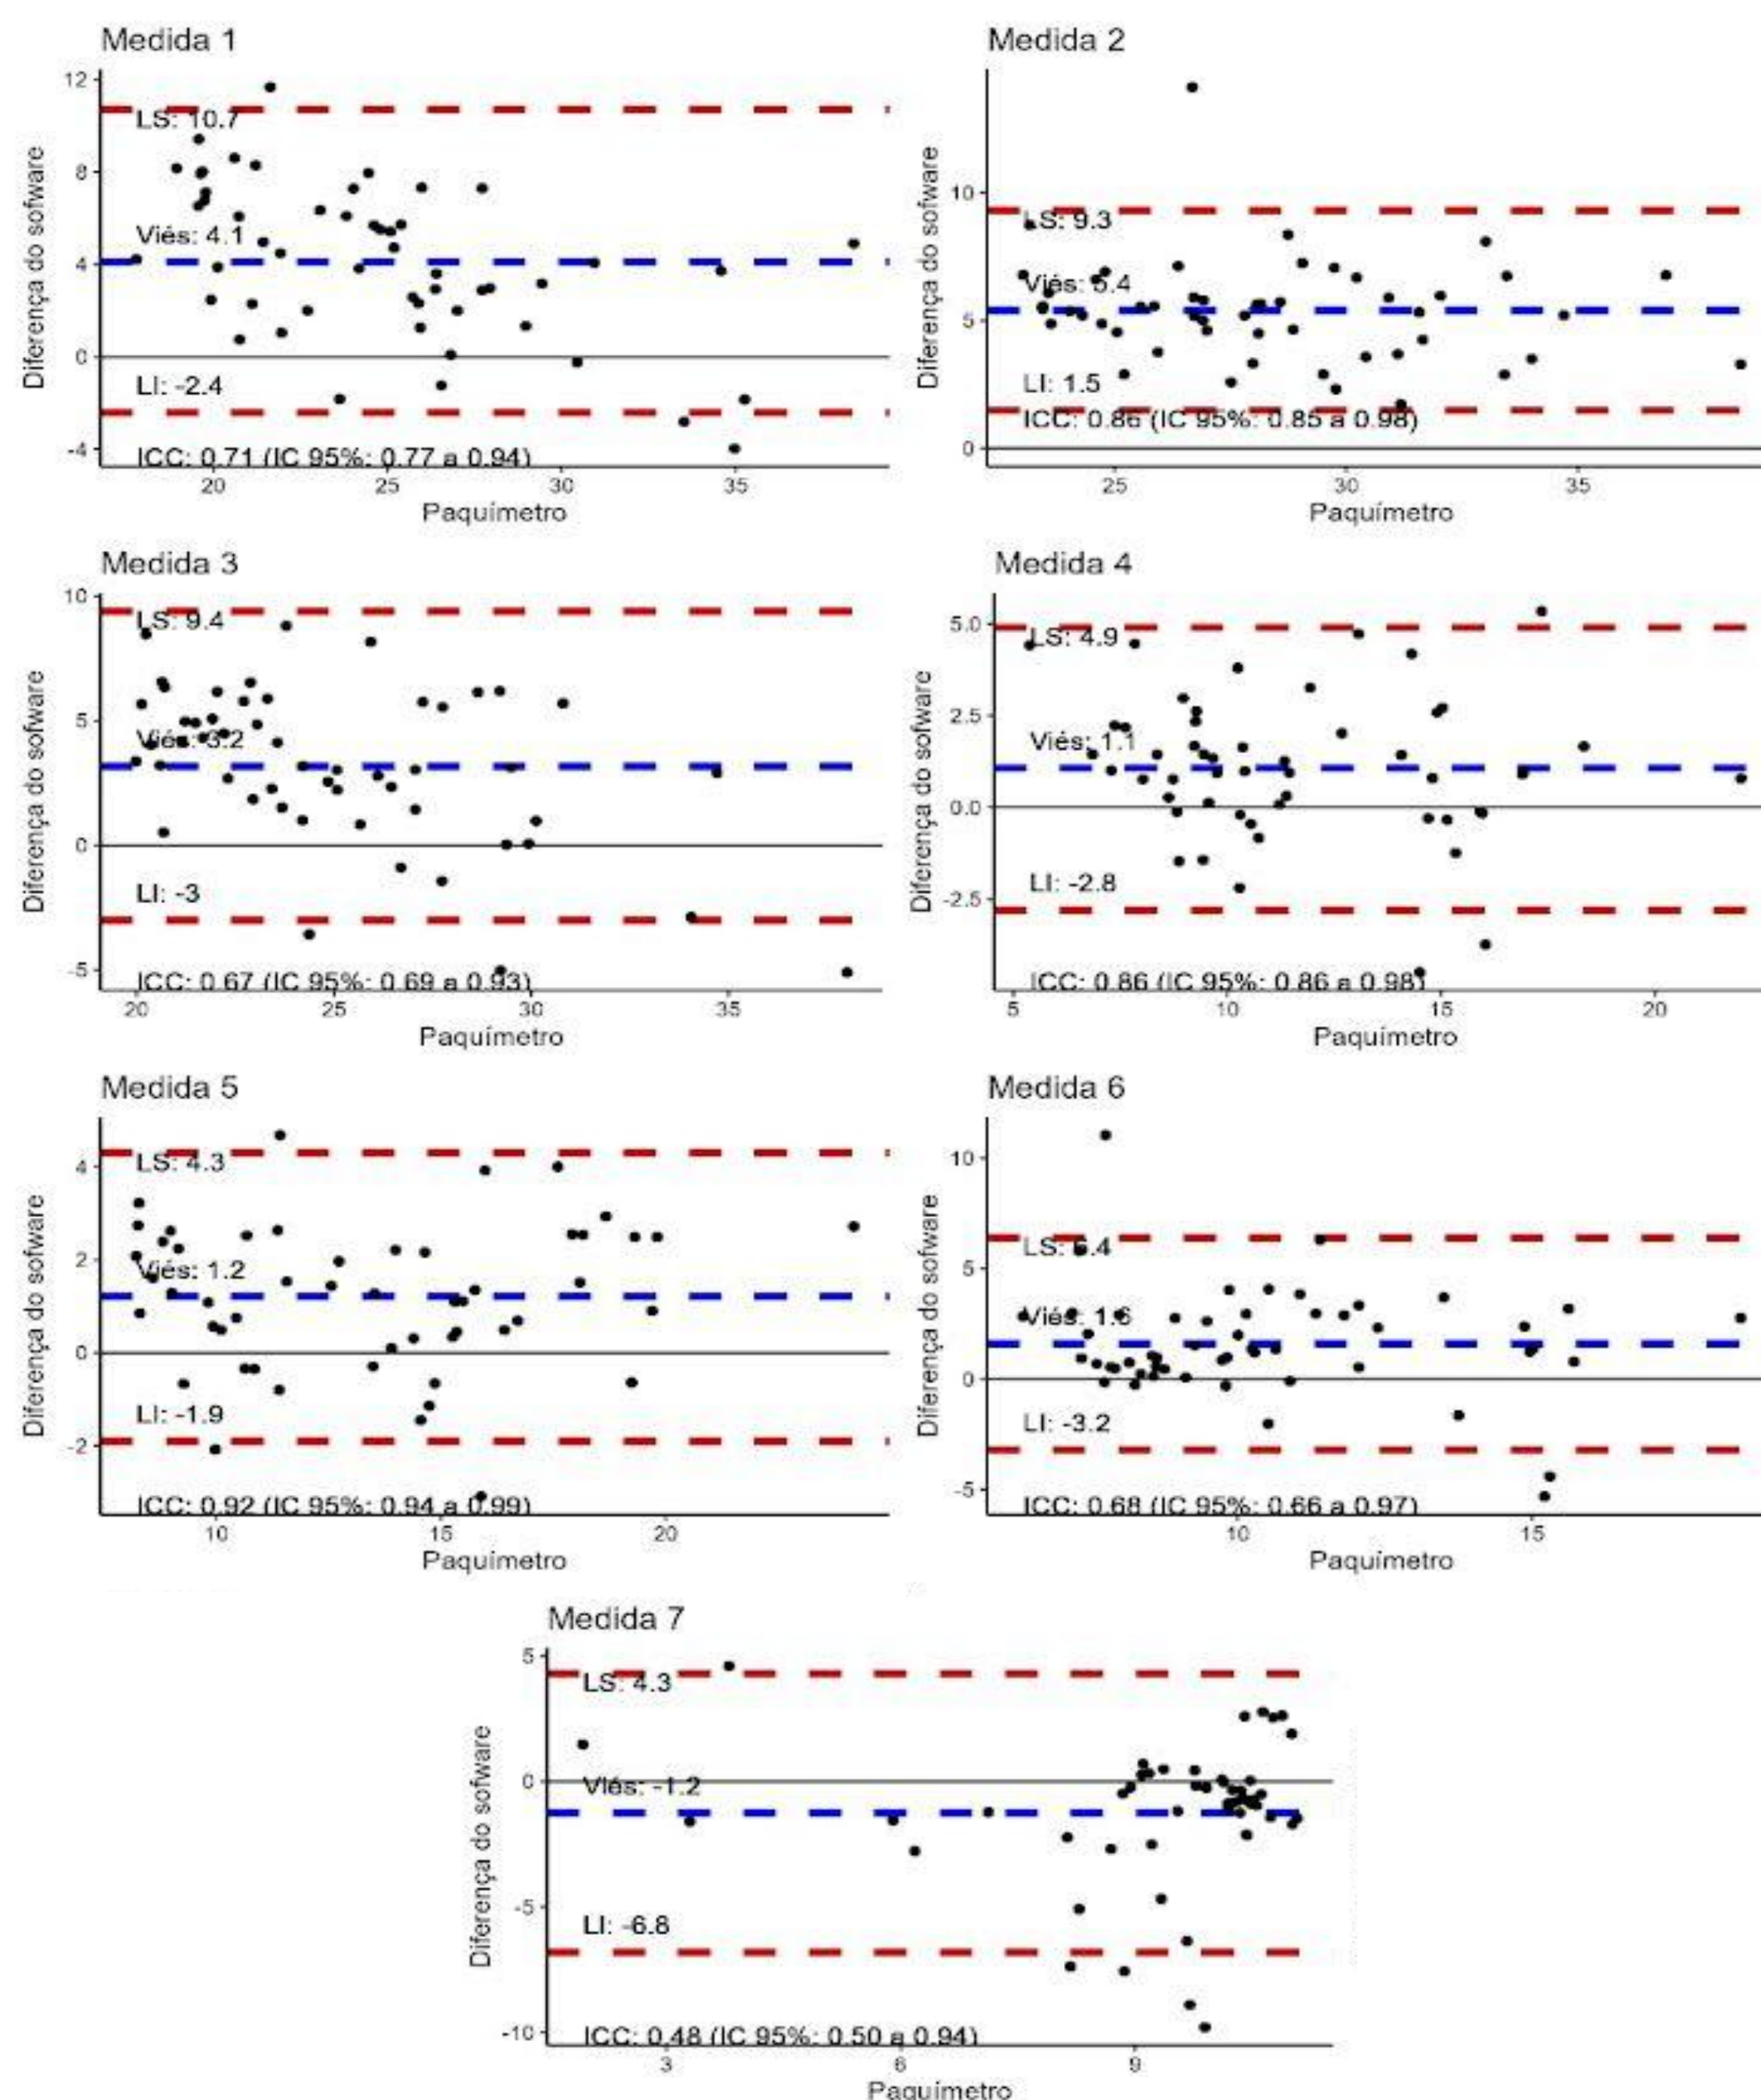 Medida 1
Diferença do sofware
12
8
4
0
-4
LS: 10.7
Viés: 4.1
LI: -2.4
ICC: 0.71 (IC 95%: 0.77 a 0.94)
20 25 30 35
Paquímetro
Medida 2
Diferença do sofware
10
5
0
LS: 9.3
Viés: 5.4
LI: 1.5
ICC: 0.86 (IC 95%: 0.85 a 0.98)
25 30 35
Paquímetro
Medida 3
Diferença do sofware
10
5
0
-5
LS: 9.4
Viés: 3.2
LI: -3
ICC: 0.67 (IC 95%: 0.69 a 0.93)
20 25 30 35
Paquímetro
Medida 4
Diferença do sofware
5.0
2.5
0.0
-2.5
LS: 4.9
Viés: 1.1
LI: -2.8
ICC: 0.86 (IC 95%: 0.86 a 0.98)
5 10 15 20
Paquímetro
Medida 5
Diferença do sofware
4
2
0
-2
LS: 4.3
Viés: 1.2
LI: -1.9
ICC: 0.92 (IC 95%: 0.94 a 0.99)
10 15 20
Paquímetro
Medida 6
Diferença do sofware
10
5
0
-5
LS: 6.4
Viés: 1.6
LI: -3.2
ICC: 0.68 (IC 95%: 0.66 a 0.97)
10 15
Paquímetro
Medida 7
Diferença do sofware
5
0
-5
-10
LS: 4.3
Viés: -1.2
LI: -6.8
ICC: 0.48 (IC 95%: 0.50 a 0.94)
3 6 9
Paquímetro